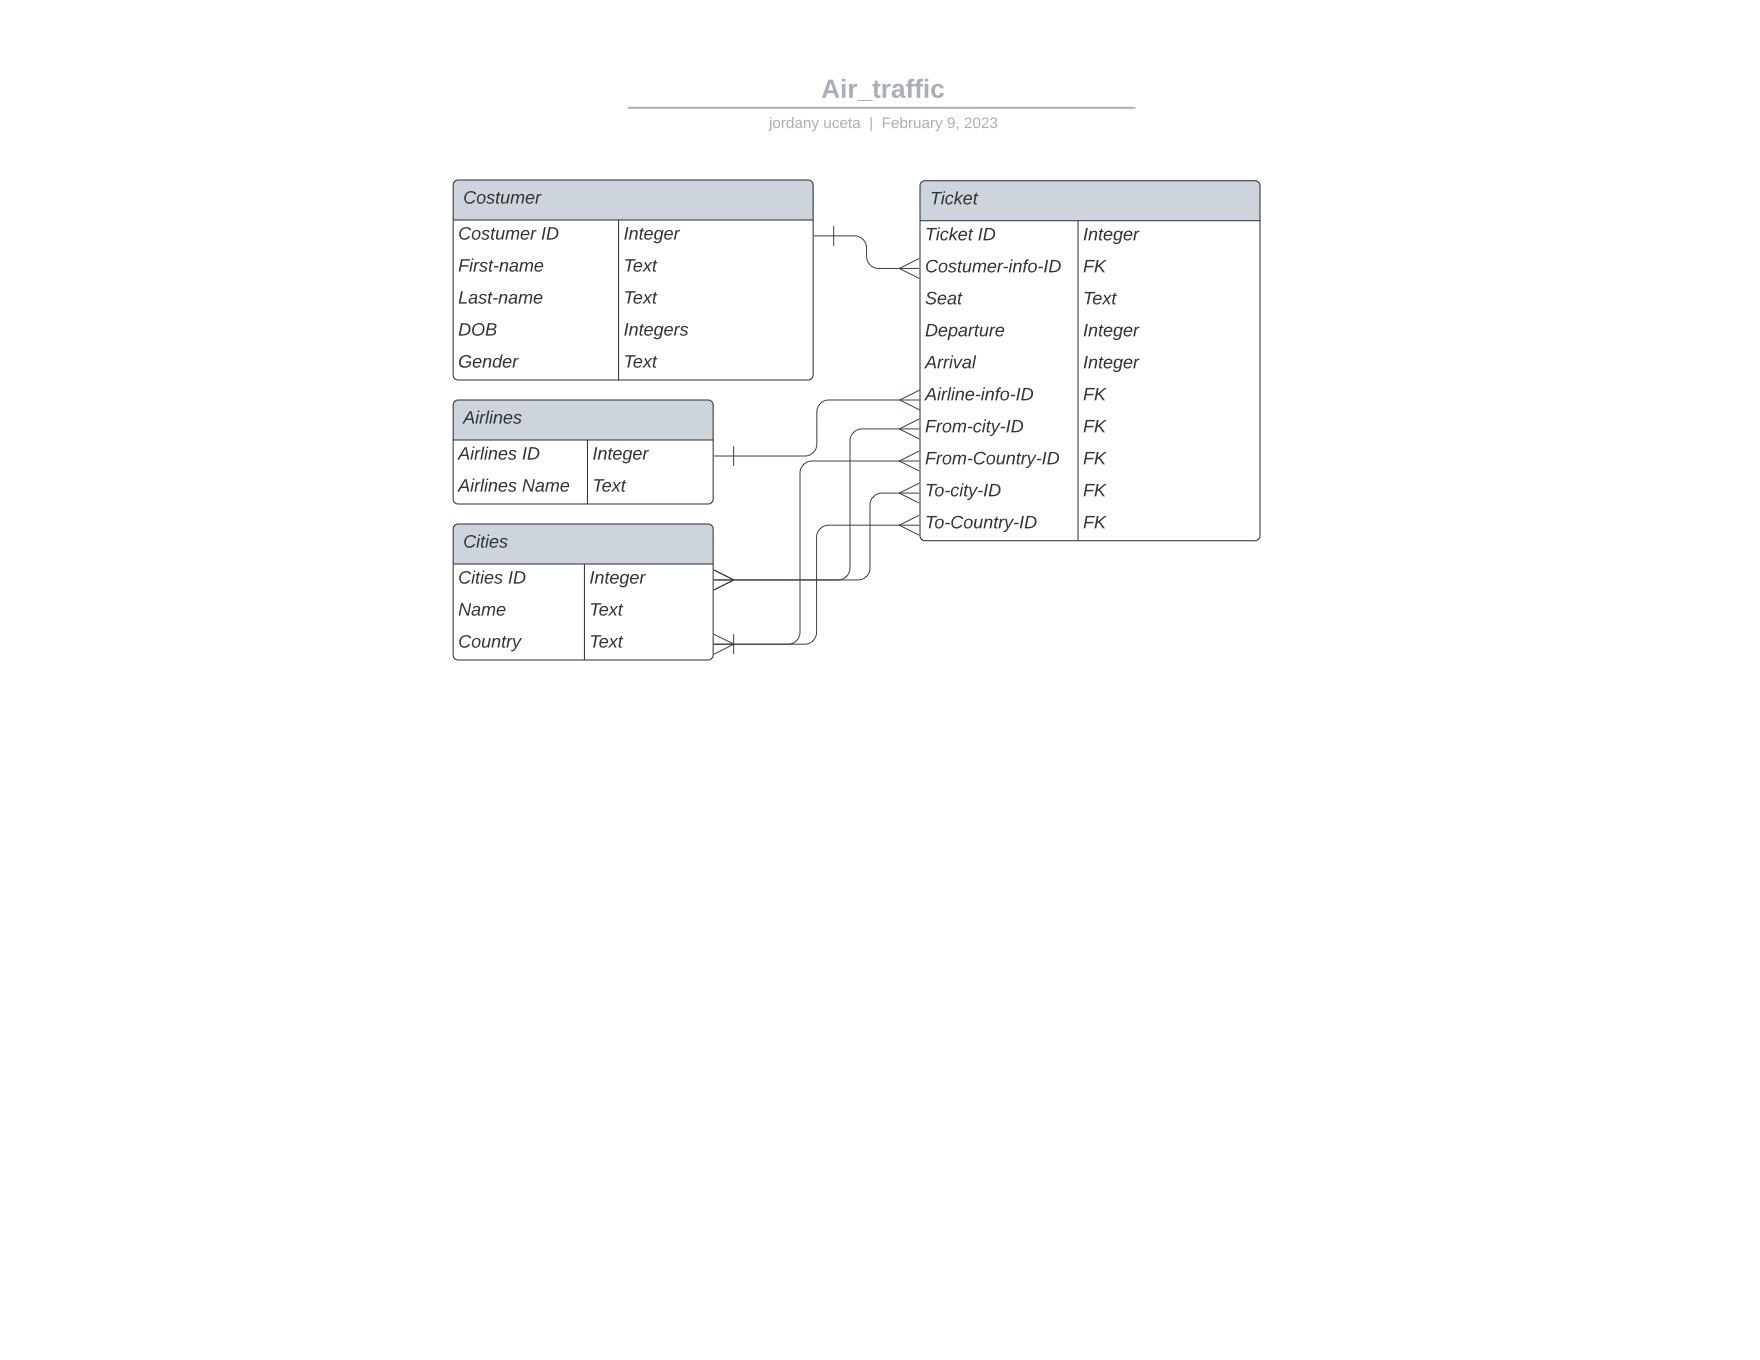 Air_traffic
jordany uceta | February 9, 2023
Costumer
Costumer ID Integer
First-name Text
Last-name Text
DOB Integers
Gender Text
Airlines
Airlines ID Integer
Airlines Name Text
Cities
Cities ID Integer
Name Text
Country Text
Ticket
Ticket ID Integer
Costumer-info-ID FK
Seat Text
Departure Integer
Arrival Integer
Airline-info-ID FK
From-city-ID FK
From-Country-ID FK
To-city-ID FK
To-Country-ID FK